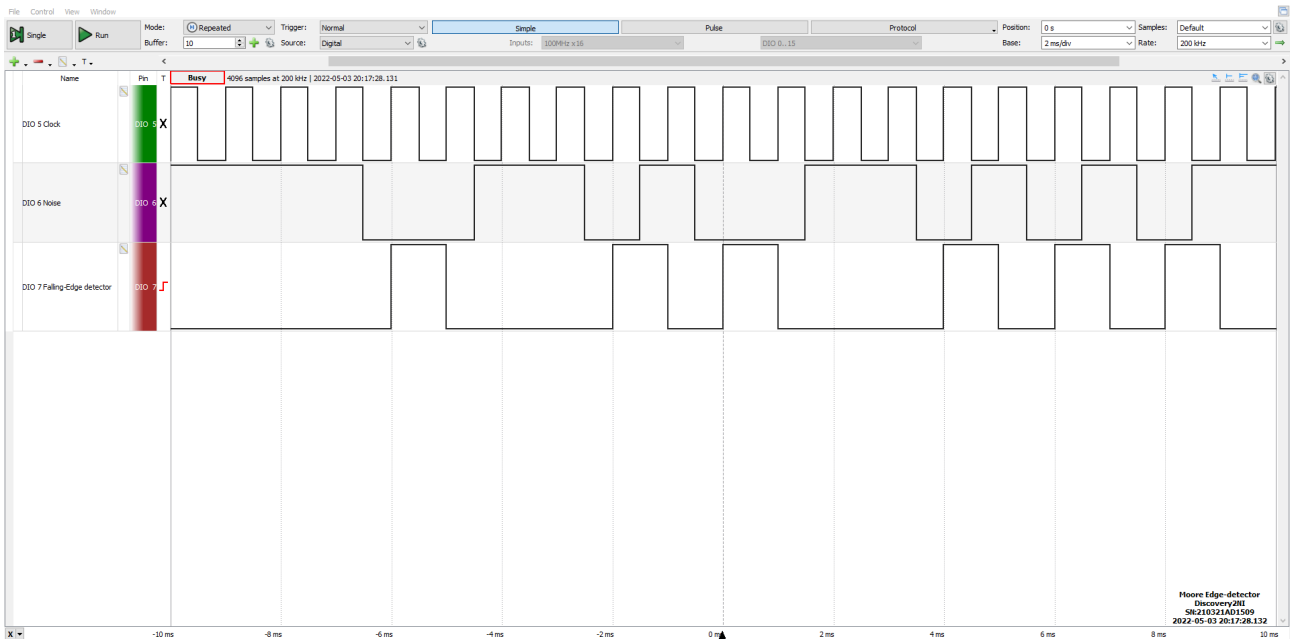 File Control View Window
Single Run Mode: Repeated Trigger: Normal Simple Pulse Protocol Position: 0 s Samples: Default
Buffer: 10 Source: Digital Inputs: 100MHz x16 DIO 0...15 Base: 2 ms/div Rate: 200 kHz
T
Name Pin T Busy 4096 samples at 200 kHz | 2022-05-03 20:17:28.131
DIO 5 Clock DIO 5 X
DIO 6 Noise DIO 6 X
DIO 7 Falling-Edge detector DIO 7
Moore Edge-detector
Discovery2NI
SN:210321AD1509
2022-05-03 20:17:28.132
X -10 ms -8 ms -6 ms -4 ms -2 ms 0 ms 2 ms 4 ms 6 ms 8 ms 10 ms